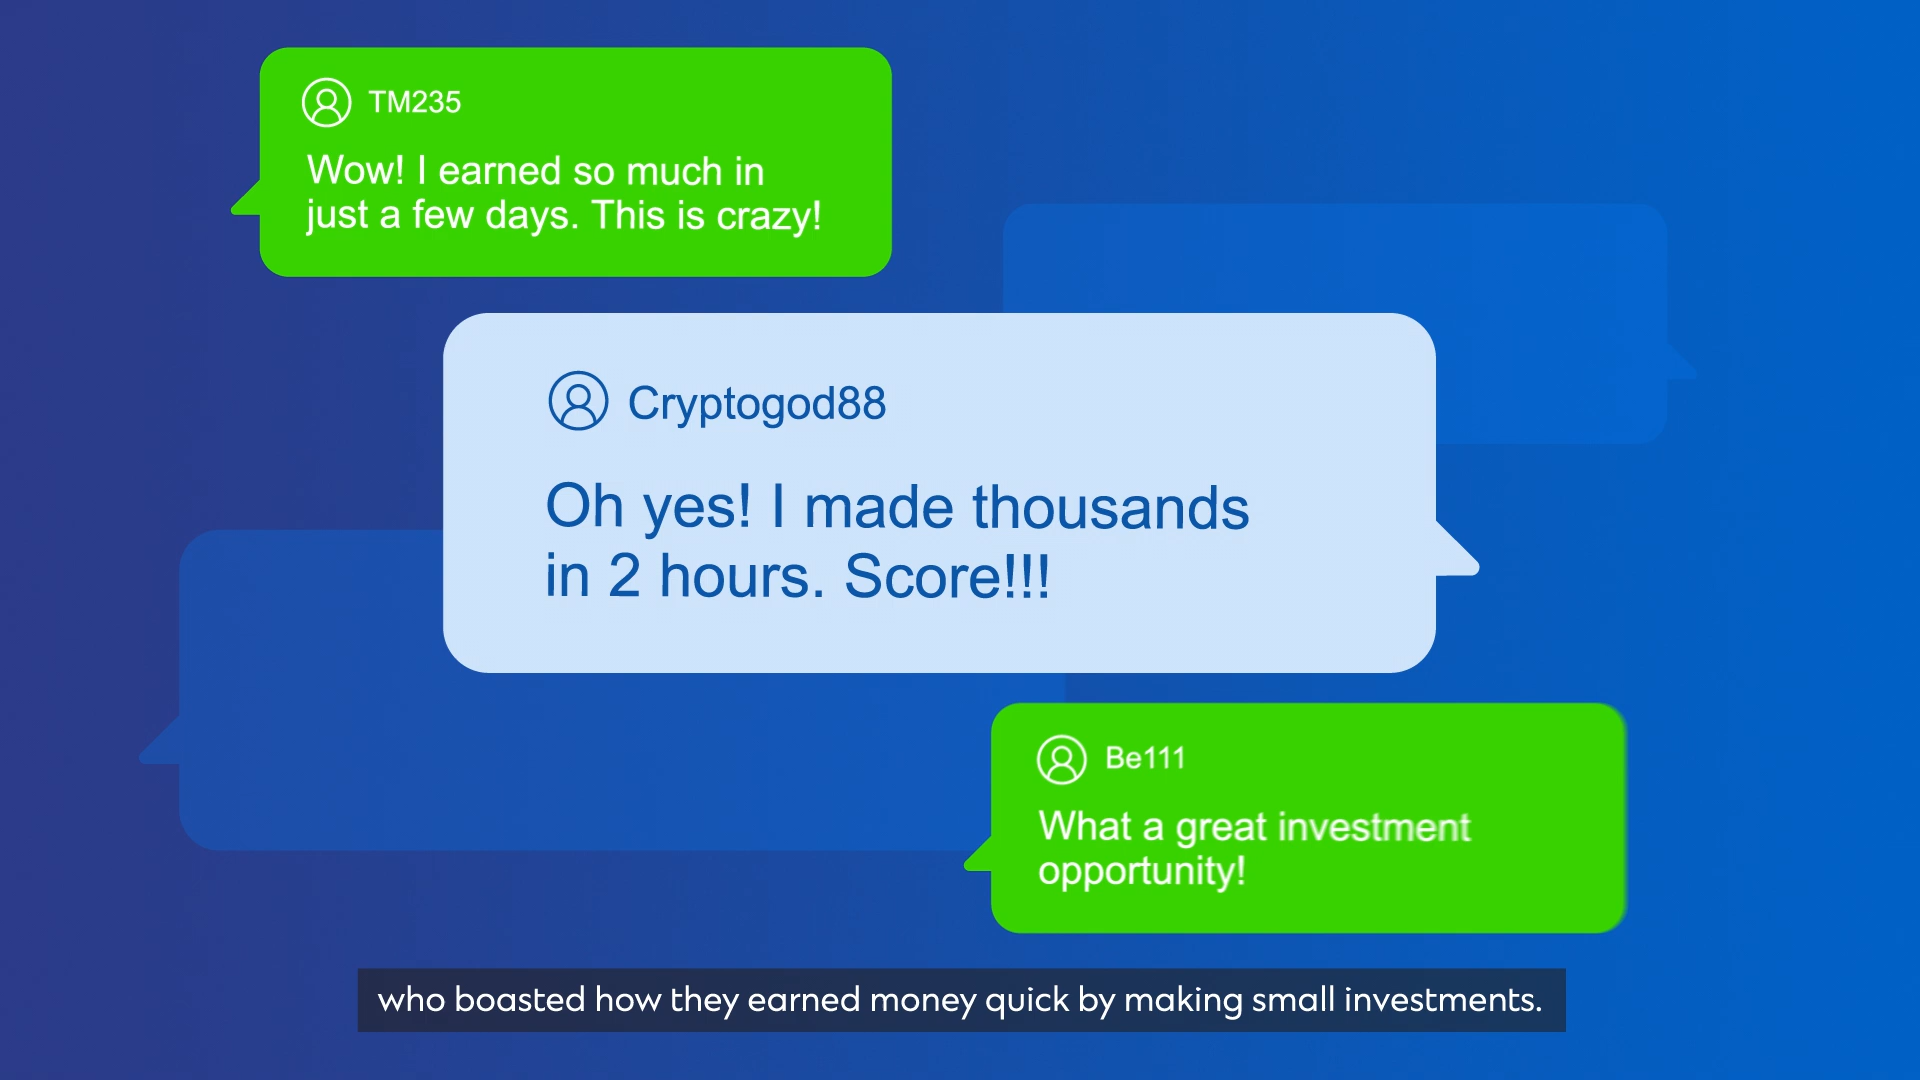 TM235
Wow! I earned so much in
just a few days. This is crazy!
Cryptogod88
Oh yes! I made thousands
in 2 hours. Score!!!
Be111
What a great investment
opportunity!
who boasted how they earned money quick by making small investments.